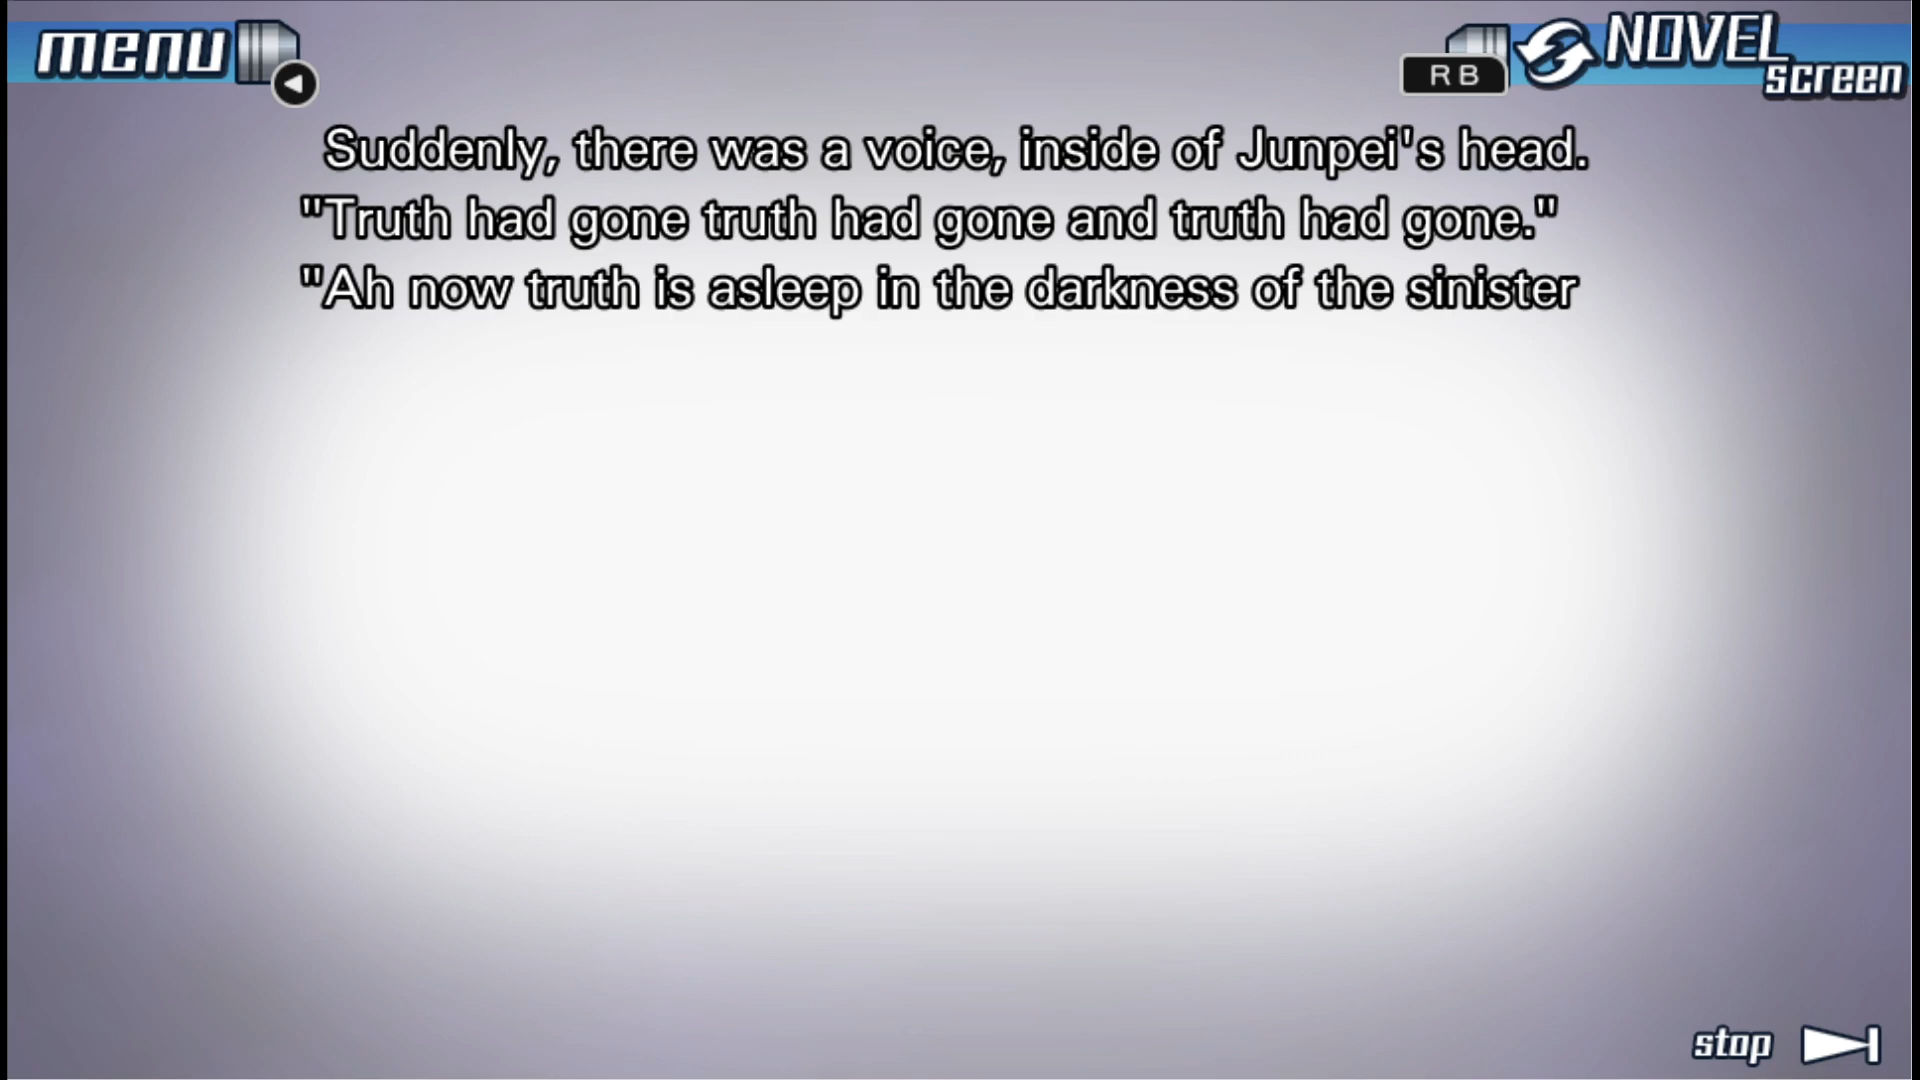 menu
RB
NOVEL
screen
Suddenly, there was a voice, inside of Junpei's head.
"Truth had gone truth had gone and truth had gone."
"Ah now truth is asleep in the darkness of the sinister
stop